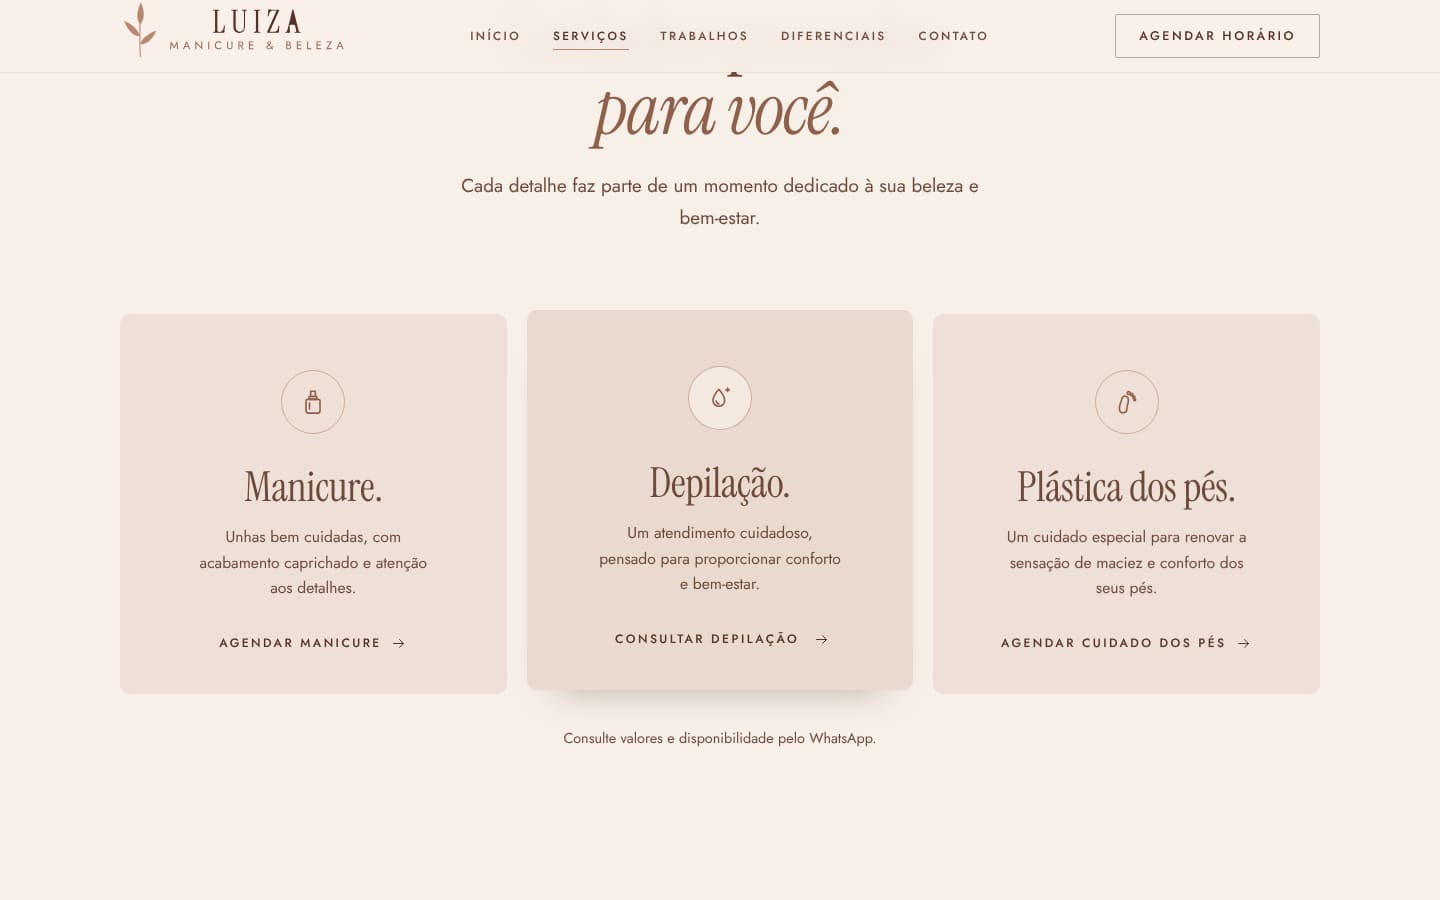 LUIZA
MANICURE & BELEZA
INÍCIO
SERVIÇOS
TRABALHOS
DIFERENCIAIS
CONTATO
AGENDAR HORÁRIO
para você.
Cada detalhe faz parte de um momento dedicado à sua beleza e
bem-estar.
Manicure.
Unhas bem cuidadas, com
acabamento caprichado e atenção
aos detalhes.
AGENDAR MANICURE
Depilação.
Um atendimento cuidadoso,
pensado para proporcionar conforto
e bem-estar.
CONSULTAR DEPILAÇÃO
Plástica dos pés.
Um cuidado especial para renovar a
sensação de maciez e conforto dos
seus pés.
AGENDAR CUIDADO DOS PÉS
Consulte valores e disponibilidade pelo WhatsApp.